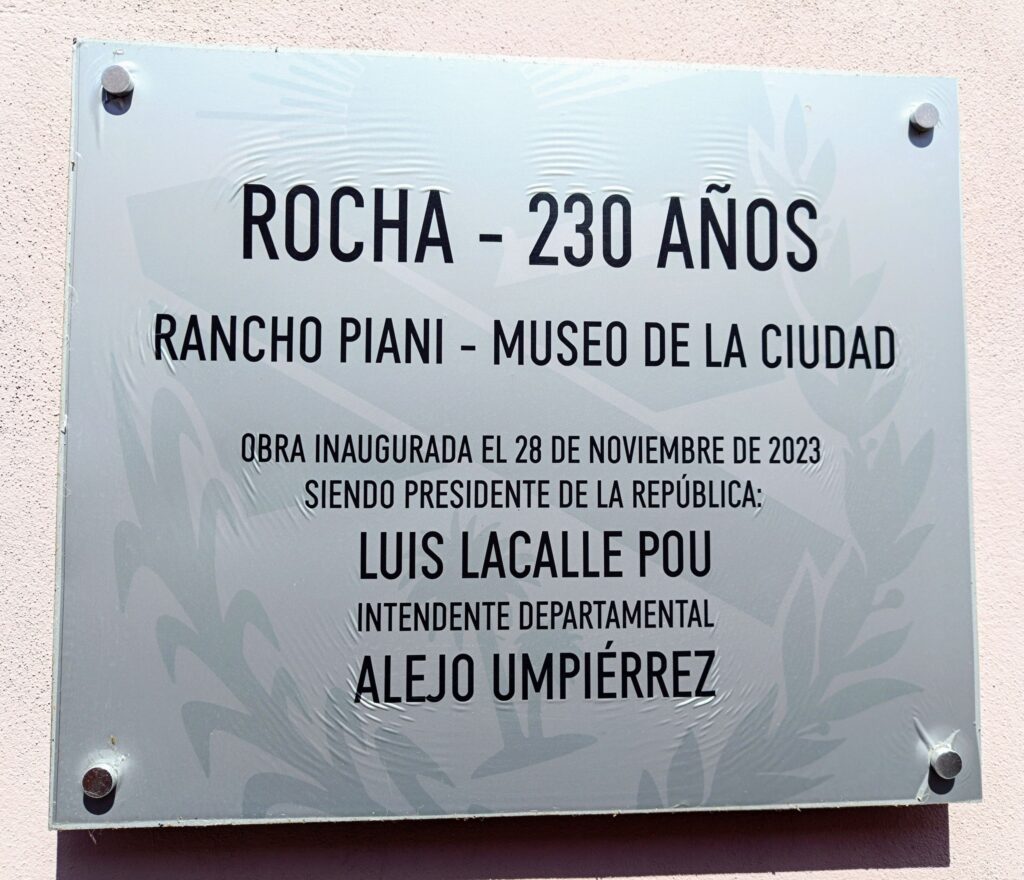 ROCHA - 230 AÑOS
RANCHO PIANI - MUSEO DE LA CIUDAD
OBRA INAUGURADA EL 28 DE NOVIEMBRE DE 2023
SIENDO PRESIDENTE DE LA REPÚBLICA:
LUIS LACALLE POU
INTENDENTE DEPARTAMENTAL
ALEJO UMPIÉRREZ